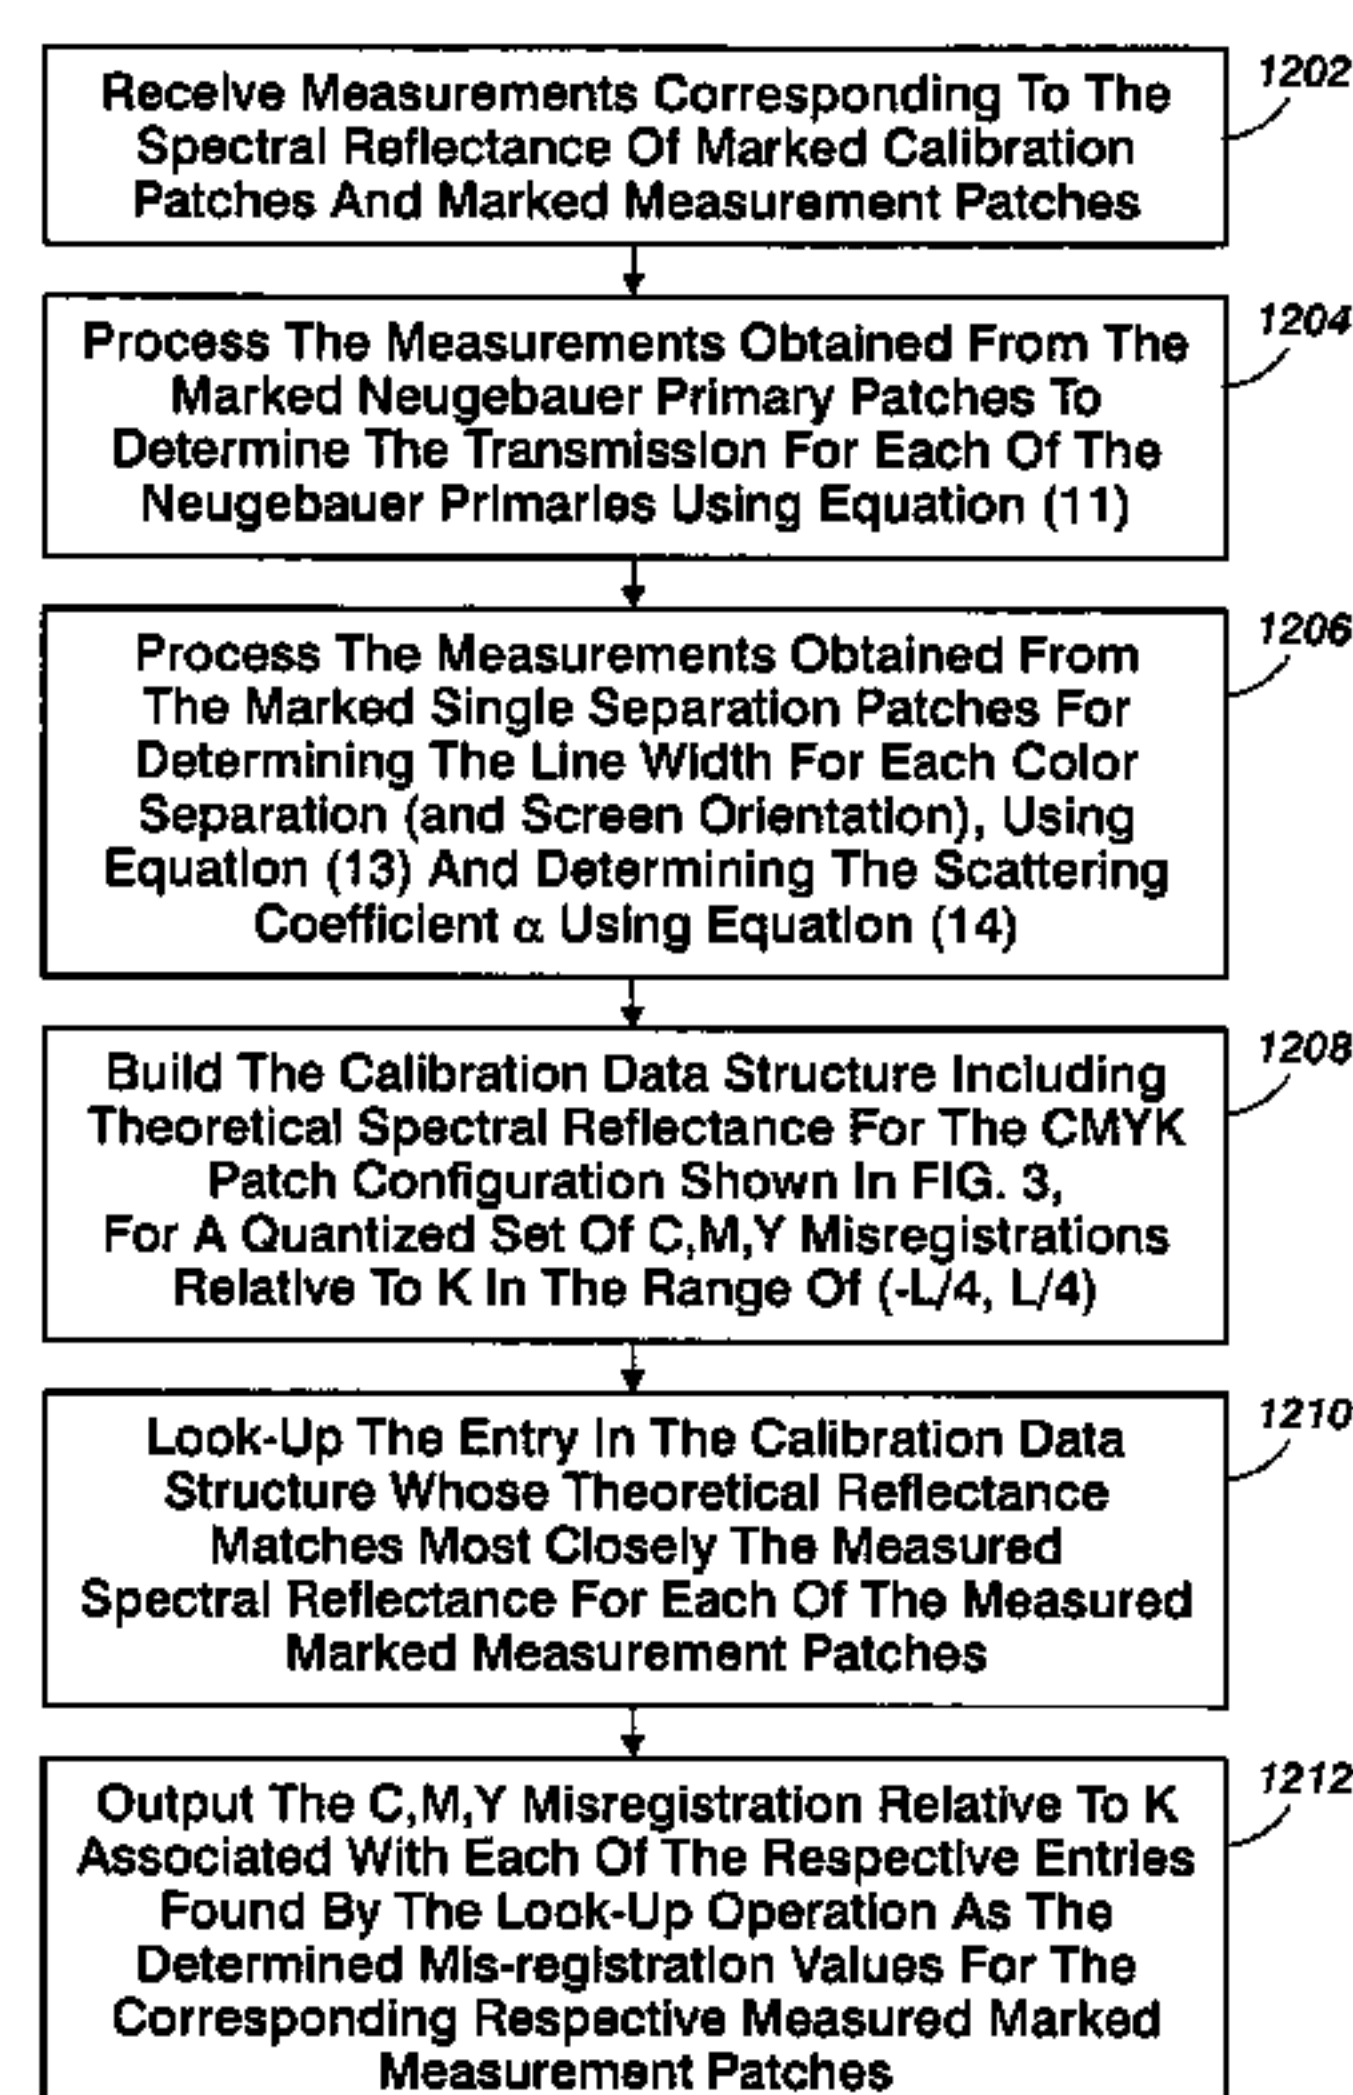 1202
Receive Measurements Corresponding To The
Spectral Reflectance Of Marked Calibration
Patches And Marked Measurement Patches
1204
Process The Measurements Obtained From The
Marked Neugebauer Primary Patches To
Determine The Transmission For Each Of The
Neugebauer Primaries Using Equation (11)
1206
Process The Measurements Obtained From
The Marked Single Separation Patches For
Determining The Line Width For Each Color
Separation (and Screen Orientation), Using
Equation (13) And Determining The Scattering
Coefficient α Using Equation (14)
1208
Build The Calibration Data Structure Including
Theoretical Spectral Reflectance For The CMYK
Patch Configuration Shown In FIG. 3,
For A Quantized Set Of C,M,Y Misregistrations
Relative To K In The Range Of (-L/4, L/4)
1210
Look-Up The Entry In The Calibration Data
Structure Whose Theoretical Reflectance
Matches Most Closely The Measured
Spectral Reflectance For Each Of The Measured
Marked Measurement Patches
1212
Output The C,M,Y Misregistration Relative To K
Associated With Each Of The Respective Entries
Found By The Look-Up Operation As The
Determined Mis-registration Values For The
Corresponding Respective Measured Marked
Measurement Patches